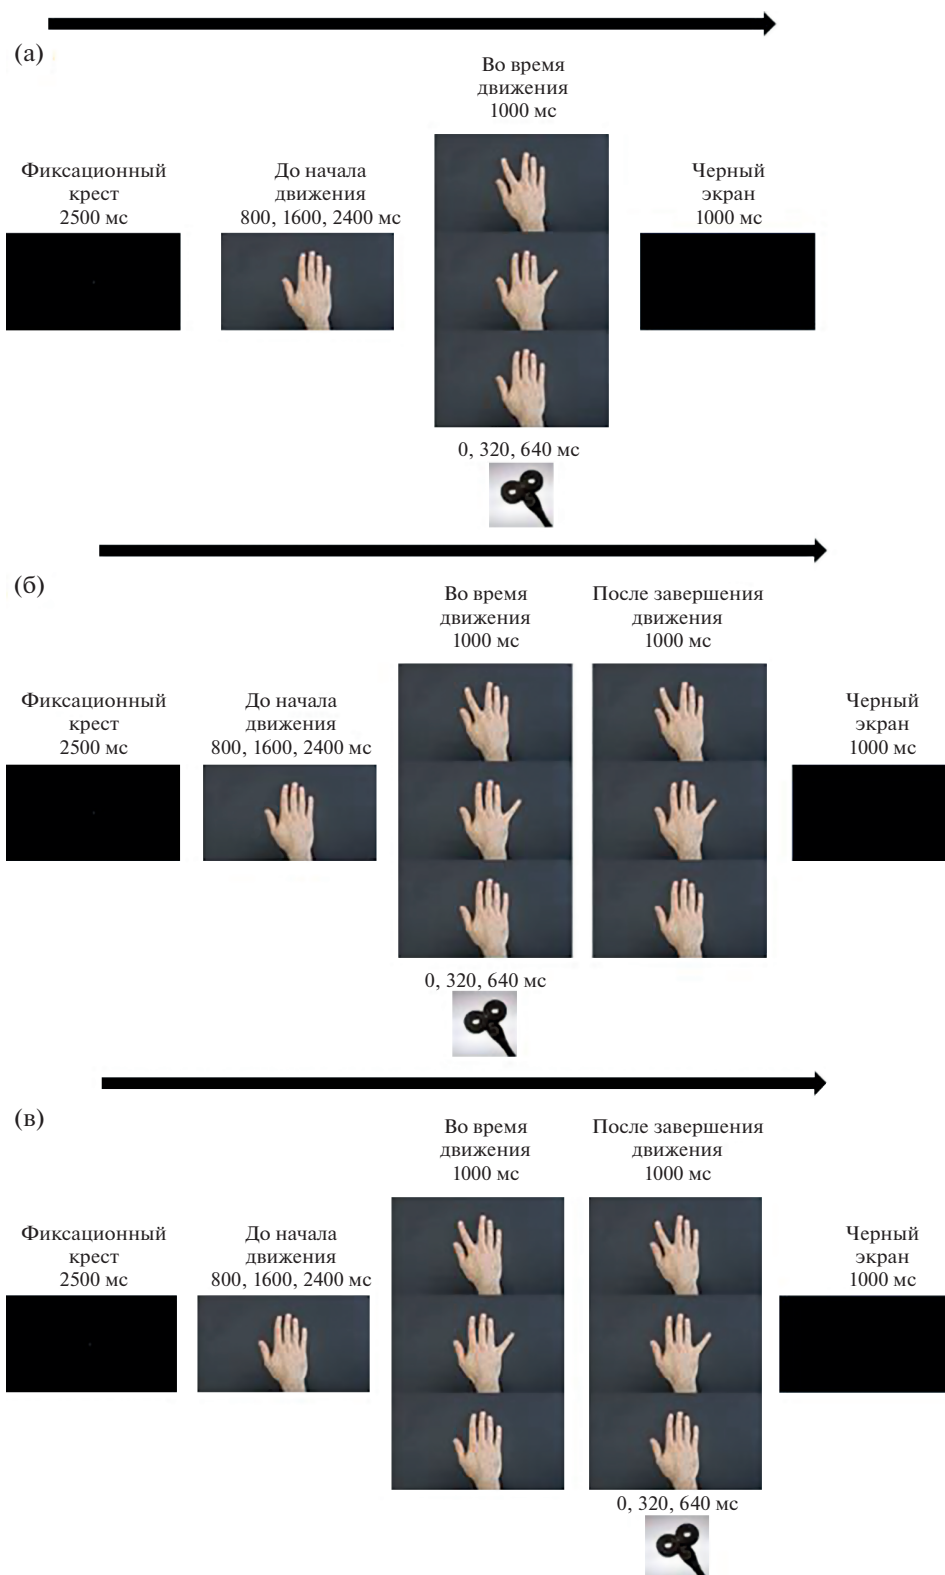 (а)
Во время
движения
1000 мс
Фиксационный
крест
2500 мс
До начала
движения
800, 1600, 2400 мс
Черный
экран
1000 мс
0, 320, 640 мс
(б)
Во время
движения
1000 мс
После завершения
движения
1000 мс
Фиксационный
крест
2500 мс
До начала
движения
800, 1600, 2400 мс
Черный
экран
1000 мс
0, 320, 640 мс
(в)
Во время
движения
1000 мс
После завершения
движения
1000 мс
Фиксационный
крест
2500 мс
До начала
движения
800, 1600, 2400 мс
Черный
экран
1000 мс
0, 320, 640 мс